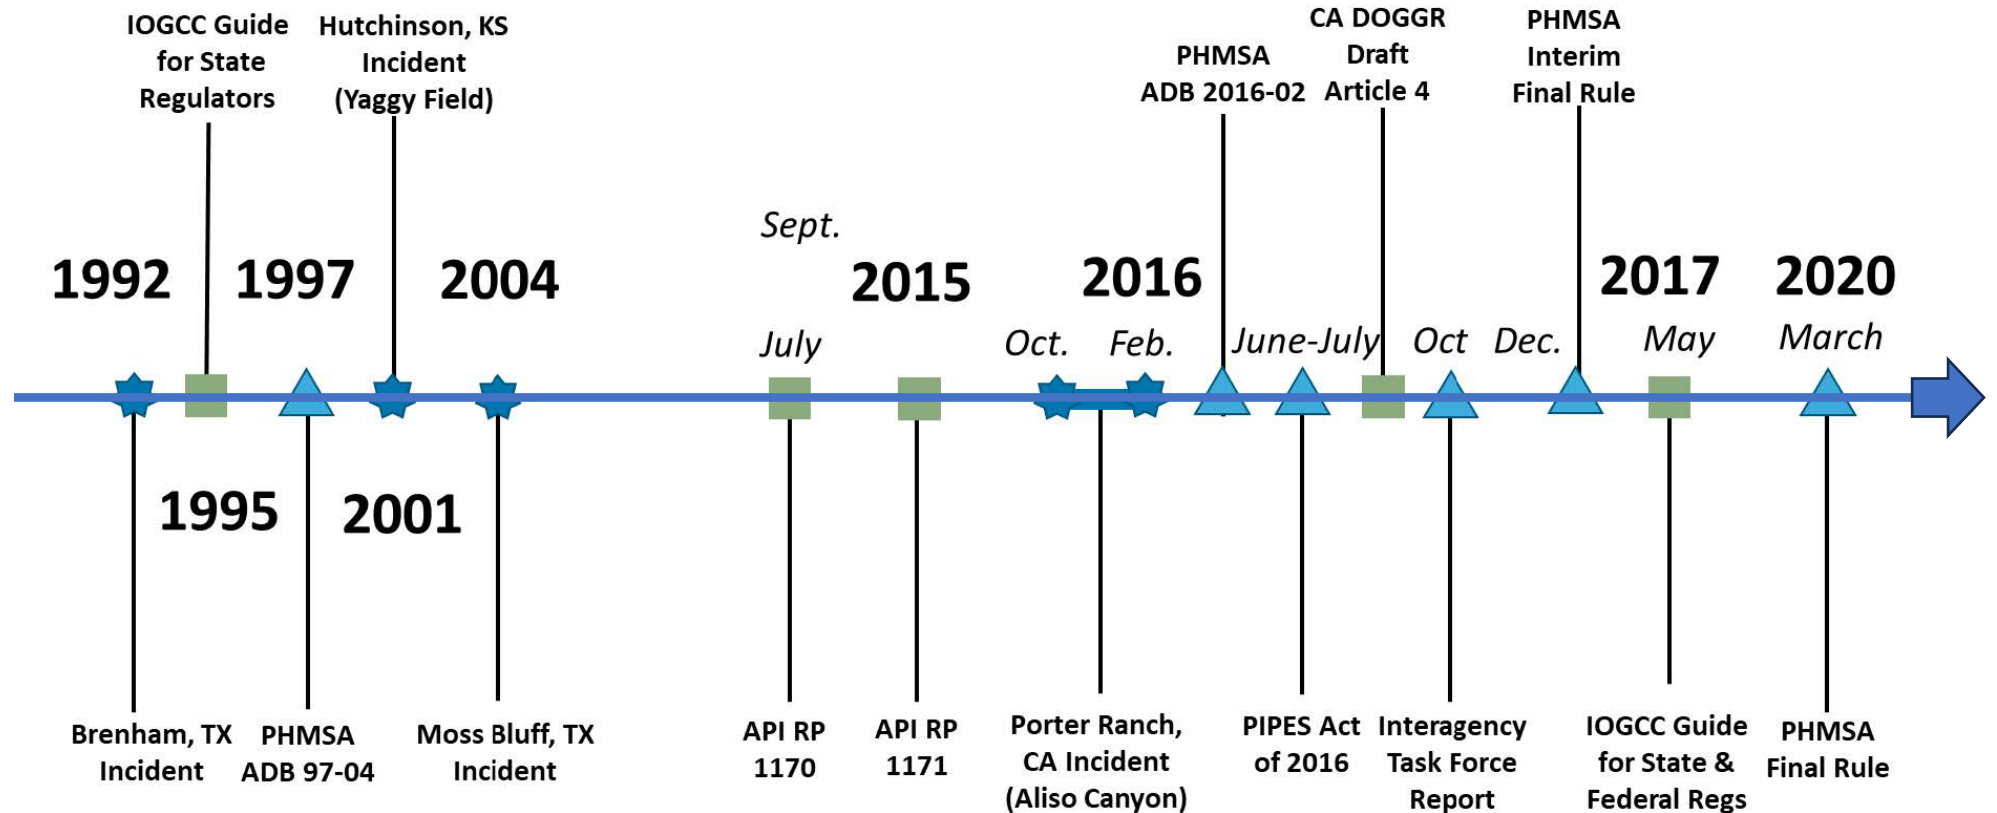 IOGCC Guide
for State
Regulators
Hutchinson, KS
Incident
(Yaggy Field)
PHMSA
ADB 2016-02
CA DOGGR
Draft
Article 4
PHMSA
Interim
Final Rule
1992
1997
2004
Sept.
July
2015
2016
Oct.
Feb.
June-July
Oct
Dec.
2017
May
2020
March
1995
2001
Brenham, TX
Incident
PHMSA
ADB 97-04
Moss Bluff, TX
Incident
API RP
1170
API RP
1171
Porter Ranch,
CA Incident
(Aliso Canyon)
PIPES Act
of 2016
Interagency
Task Force
Report
IOGCC Guide
for State &
Federal Regs
PHMSA
Final Rule